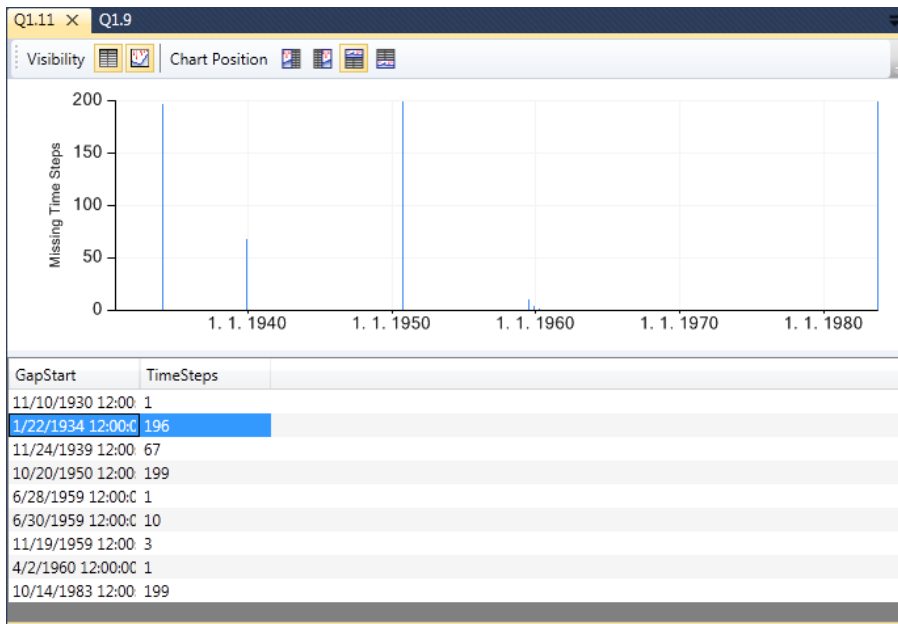 Q1.11 Q1.9
Visibility Chart Position
200
150
100
50
0
Missing Time Steps
1. 1. 1940 1. 1. 1950 1. 1. 1960 1. 1. 1970 1. 1. 1980
GapStart TimeSteps
11/10/1930 12:00: 1
1/22/1934 12:00:0 196
11/24/1939 12:00: 67
10/20/1950 12:00: 199
6/28/1959 12:00:0 1
6/30/1959 12:00:0 10
11/19/1959 12:00: 3
4/2/1960 12:00:00 1
10/14/1983 12:00: 199